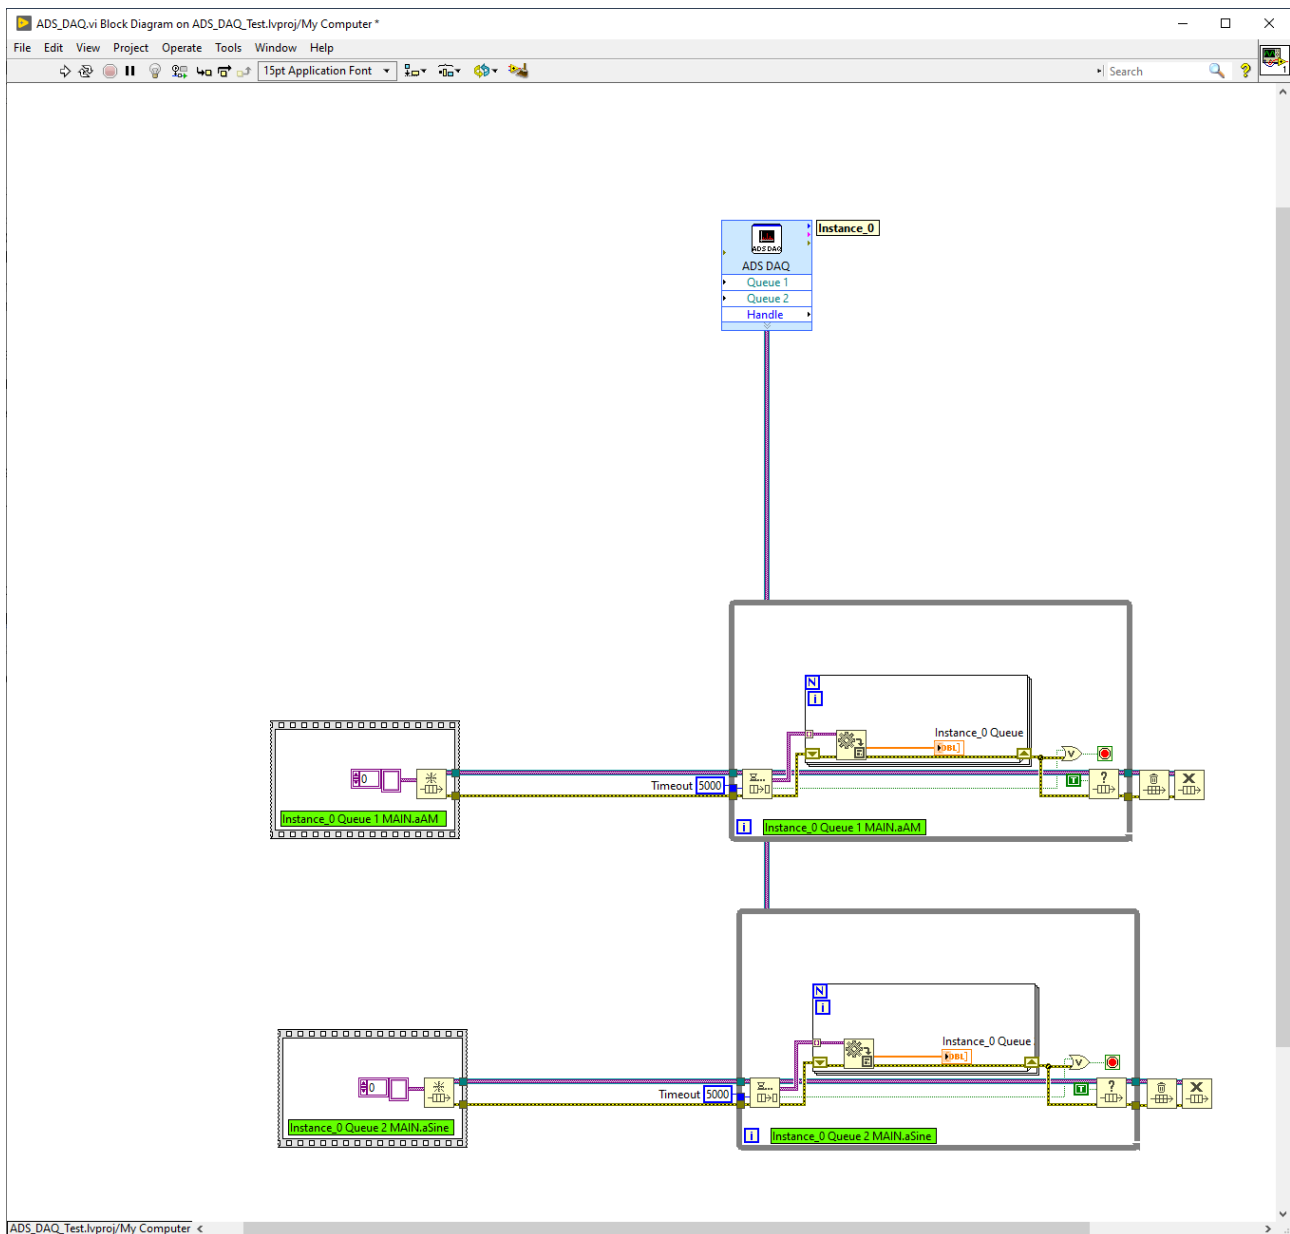 ADS_DAQ.vi Block Diagram on ADS_DAQ_Test.lvproj/My Computer *
File Edit View Project Operate Tools Window Help
15pt Application Font
Search
?
1
Instance_0
ADS DAQ
ADS DAQ
Queue 1
Queue 2
Handle
N
i
Instance_0 Queue
DBL]
V
0
Timeout 5000
T
?
Instance_0 Queue 1 MAIN.aAM
i
Instance_0 Queue 1 MAIN.aAM
N
i
Instance_0 Queue
DBL]
V
0
Timeout 5000
T
?
Instance_0 Queue 2 MAIN.aSine
i
Instance_0 Queue 2 MAIN.aSine
ADS_DAQ_Test.lvproj/My Computer